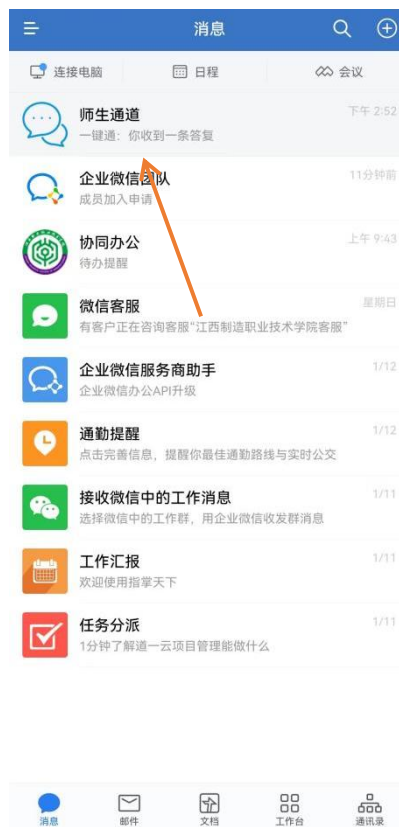 消息
连接电脑 日程 会议
师生通道 下午 2:52
一键通：你收到一条答复
企业微信团队 11分钟前
成员加入申请
协同办公 上午 9:43
待办提醒
微信客服 星期日
有客户正在咨询客服“江西制造职业技术学院客服”
企业微信服务商助手 1/12
企业微信办公API升级
通勤提醒 1/12
点击完善信息，提醒你最佳通勤路线与实时公交
接收微信中的工作消息 1/11
选择微信中的工作群，用企业微信收发群消息
工作汇报 1/11
欢迎使用指掌天下
任务分派 1/11
1分钟了解道一云项目管理能做什么
消息 邮件 文档 工作台 通讯录